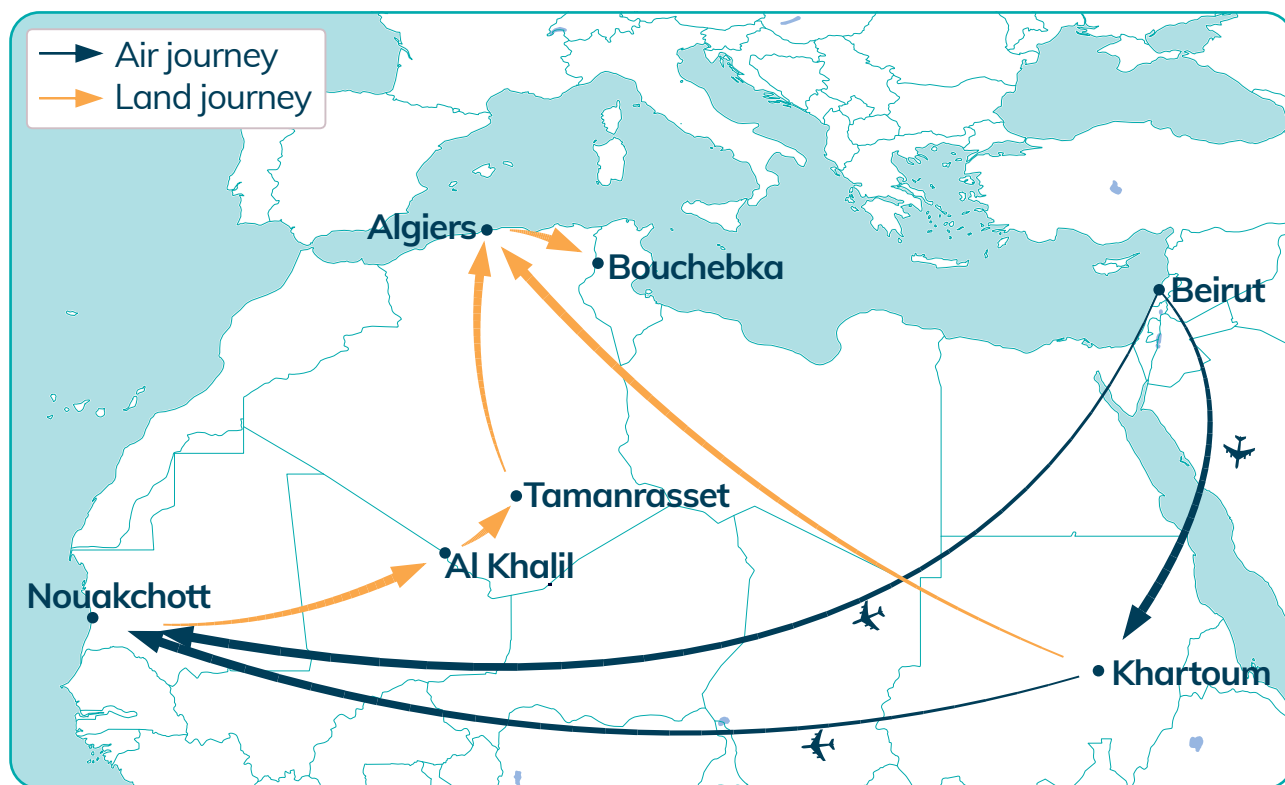 Air journey
Land journey
Algiers
Bouchebka
Beirut
Tamanrasset
Al Khalil
Nouakchott
Khartoum